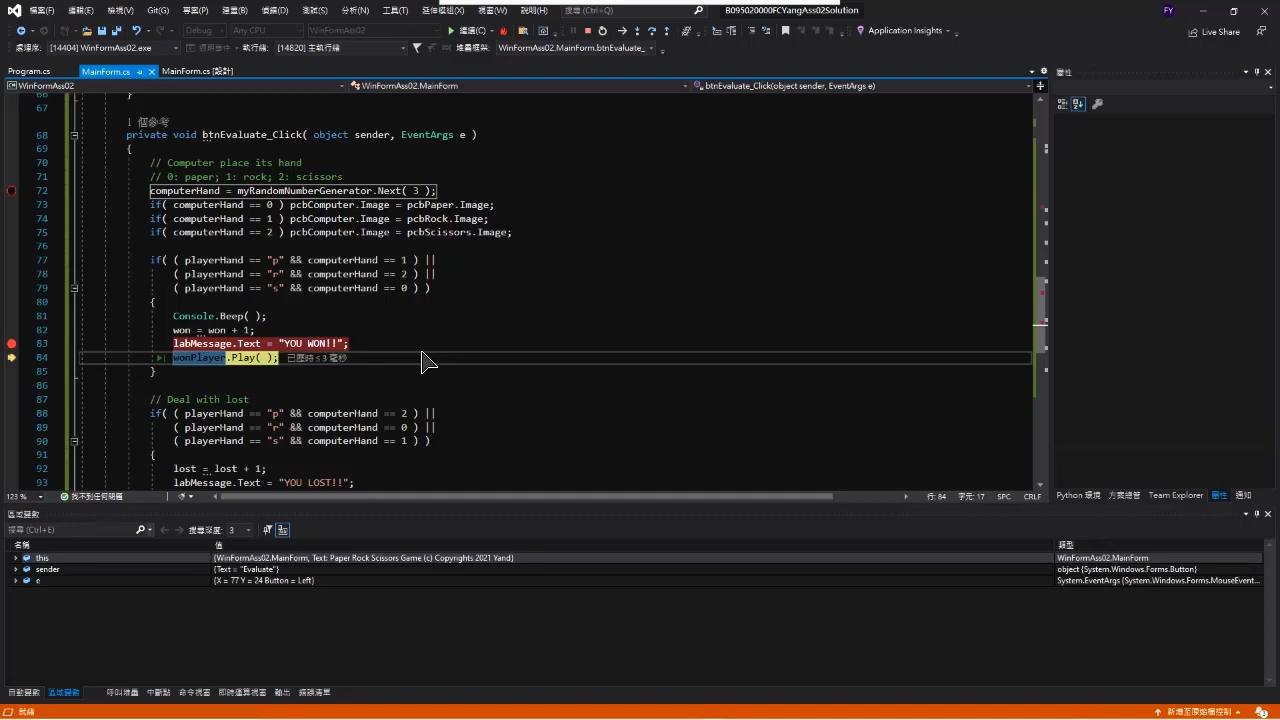 檔案(F) 編輯(E) 檢視(V) Git(G) 專案(P) 建置(B) 偵錯(D) 測試(S) 分析(N) 工具(T) 延伸模組(X) 視窗(W) 說明(H) 搜尋 (Ctrl+Q) B095020000FCYangAss02Solution FY
Debug Any CPU WinFormAss02 繼續(C) Application Insights Live Share
處理序: [14404] WinFormAss02.exe 週期事件 執行緒: [14820] 主執行緒 堆疊框架: WinFormAss02.MainForm.btnEvaluate_
Program.cs MainForm.cs MainForm.cs [設計] 屬性
WinFormAss02 WinFormAss02.MainForm btnEvaluate_Click(object sender, EventArgs e)
66 }
67
1 個參考
68 private void btnEvaluate_Click( object sender, EventArgs e )
69 {
70 // Computer place its hand
71 // 0: paper; 1: rock; 2: scissors
72 computerHand = myRandomNumberGenerator.Next( 3 );
73 if( computerHand == 0 ) pcbComputer.Image = pcbPaper.Image;
74 if( computerHand == 1 ) pcbComputer.Image = pcbRock.Image;
75 if( computerHand == 2 ) pcbComputer.Image = pcbScissors.Image;
76
77 if( ( playerHand == "p" && computerHand == 1 ) ||
78 ( playerHand == "r" && computerHand == 2 ) ||
79 ( playerHand == "s" && computerHand == 0 ) )
80 {
81 Console.Beep( );
82 won = won + 1;
83 labMessage.Text = "YOU WON!!";
84 wonPlayer.Play( ); 已歷時 ≤ 3 毫秒
85 }
86
87 // Deal with lost
88 if( ( playerHand == "p" && computerHand == 2 ) ||
89 ( playerHand == "r" && computerHand == 0 ) ||
90 ( playerHand == "s" && computerHand == 1 ) )
91 {
92 lost = lost + 1;
93 labMessage.Text = "YOU LOST!!";
123 % 找不到任何問題 行: 84 字元: 17 SPC CRLF Python 環境 方案總管 Team Explorer 屬性 通知
區域變數
搜尋 (Ctrl+E) 搜尋深度: 3
名稱 值 類型
this {WinFormAss02.MainForm, Text: Paper Rock Scissors Game (c) Copyrights 2021 Yand} WinFormAss02.MainForm
sender {Text = "Evaluate"} object {System.Windows.Forms.Button}
e {X = 77 Y = 24 Button = Left} System.EventArgs {System.Windows.Forms.MouseEvent...
自動變數 區域變數 呼叫堆疊 中斷點 命令視窗 即時運算視窗 輸出 錯誤清單
就緒 新增至原始檔控制